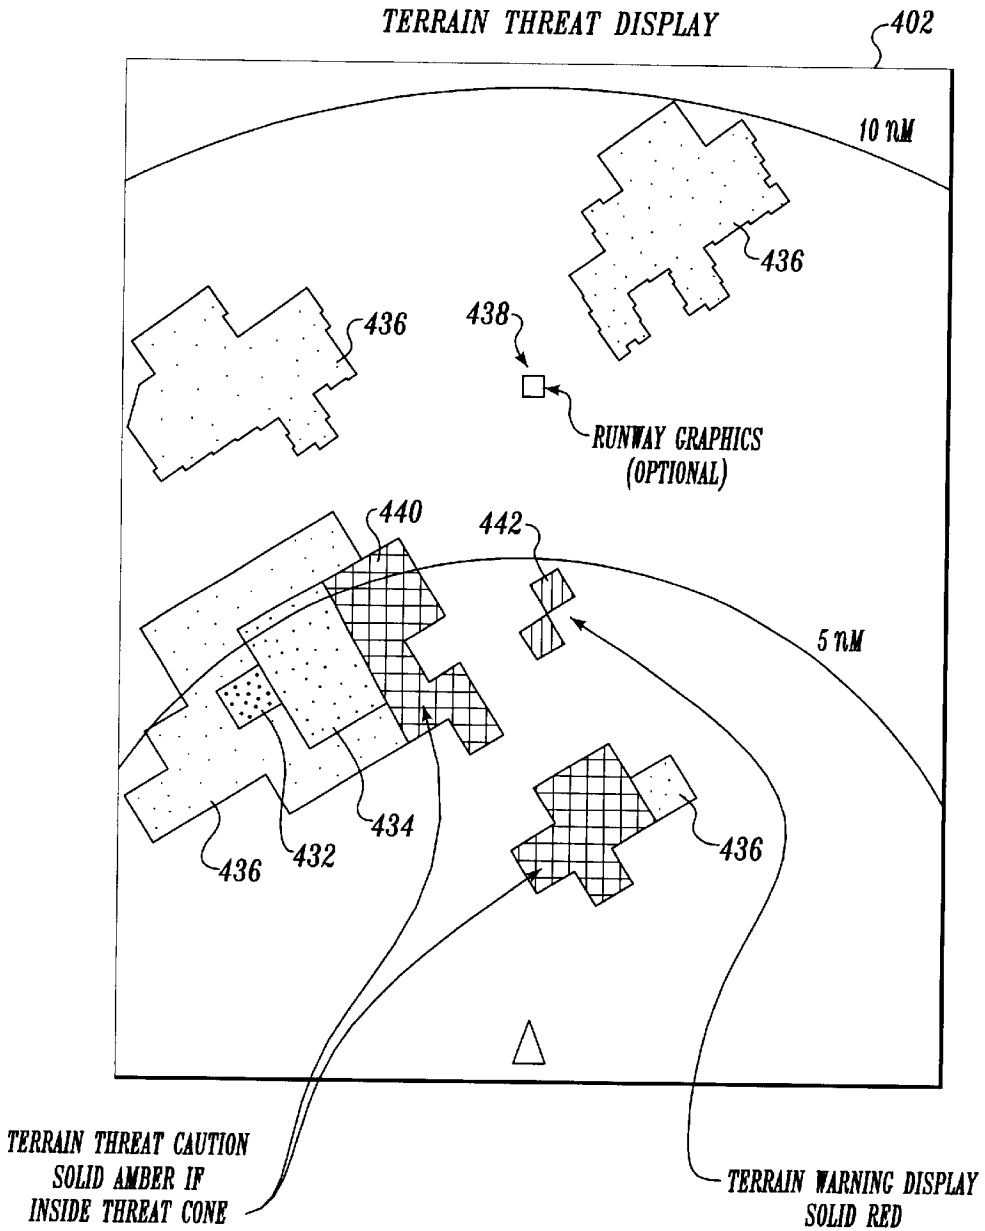 TERRAIN THREAT DISPLAY
402
10 nM
436
436
438
RUNWAY GRAPHICS
(OPTIONAL)
440
442
5 nM
436
432
434
436
TERRAIN THREAT CAUTION
SOLID AMBER IF
INSIDE THREAT CONE
TERRAIN WARNING DISPLAY
SOLID RED